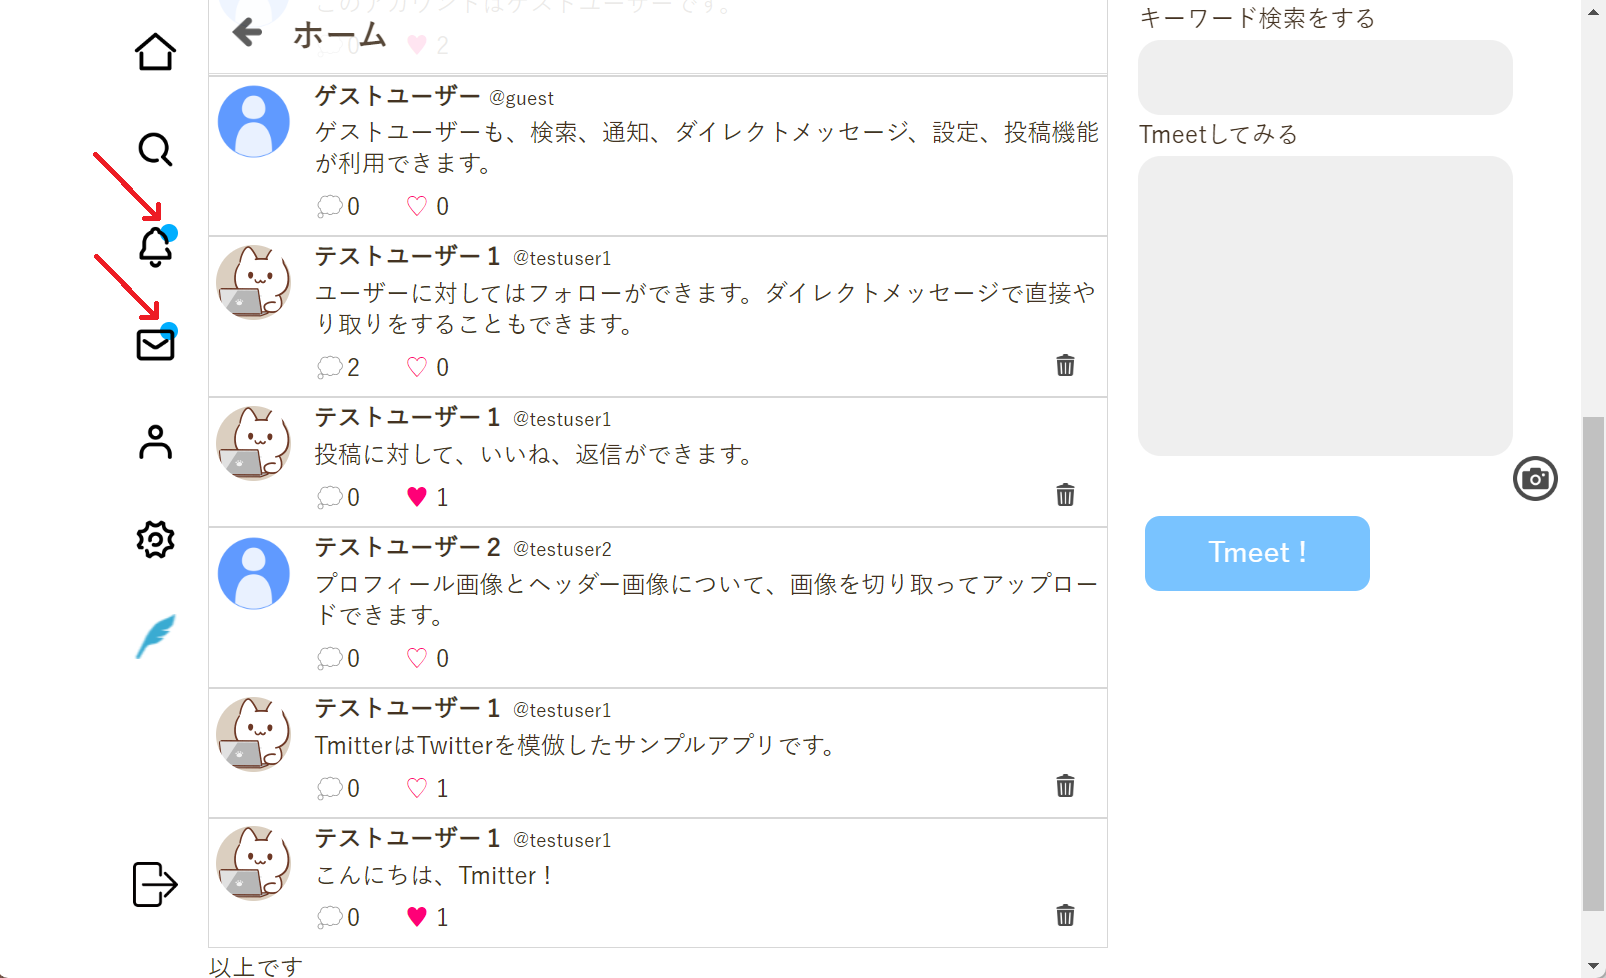 このアカウントはゲストユーザーです。
ホーム
0 2
ゲストユーザー @guest
ゲストユーザーも、検索、通知、ダイレクトメッセージ、設定、投稿機能
が利用できます。
0 0
テストユーザー１ @testuser1
ユーザーに対してはフォローができます。ダイレクトメッセージで直接や
り取りをすることもできます。
2 0
テストユーザー１ @testuser1
投稿に対して、いいね、返信ができます。
0 1
テストユーザー２ @testuser2
プロフィール画像とヘッダー画像について、画像を切り取ってアップロー
ドできます。
0 0
テストユーザー１ @testuser1
TmitterはTwitterを模倣したサンプルアプリです。
0 1
テストユーザー１ @testuser1
こんにちは、Tmitter！
0 1
以上です
キーワード検索をする
Tmeetしてみる
Tmeet！